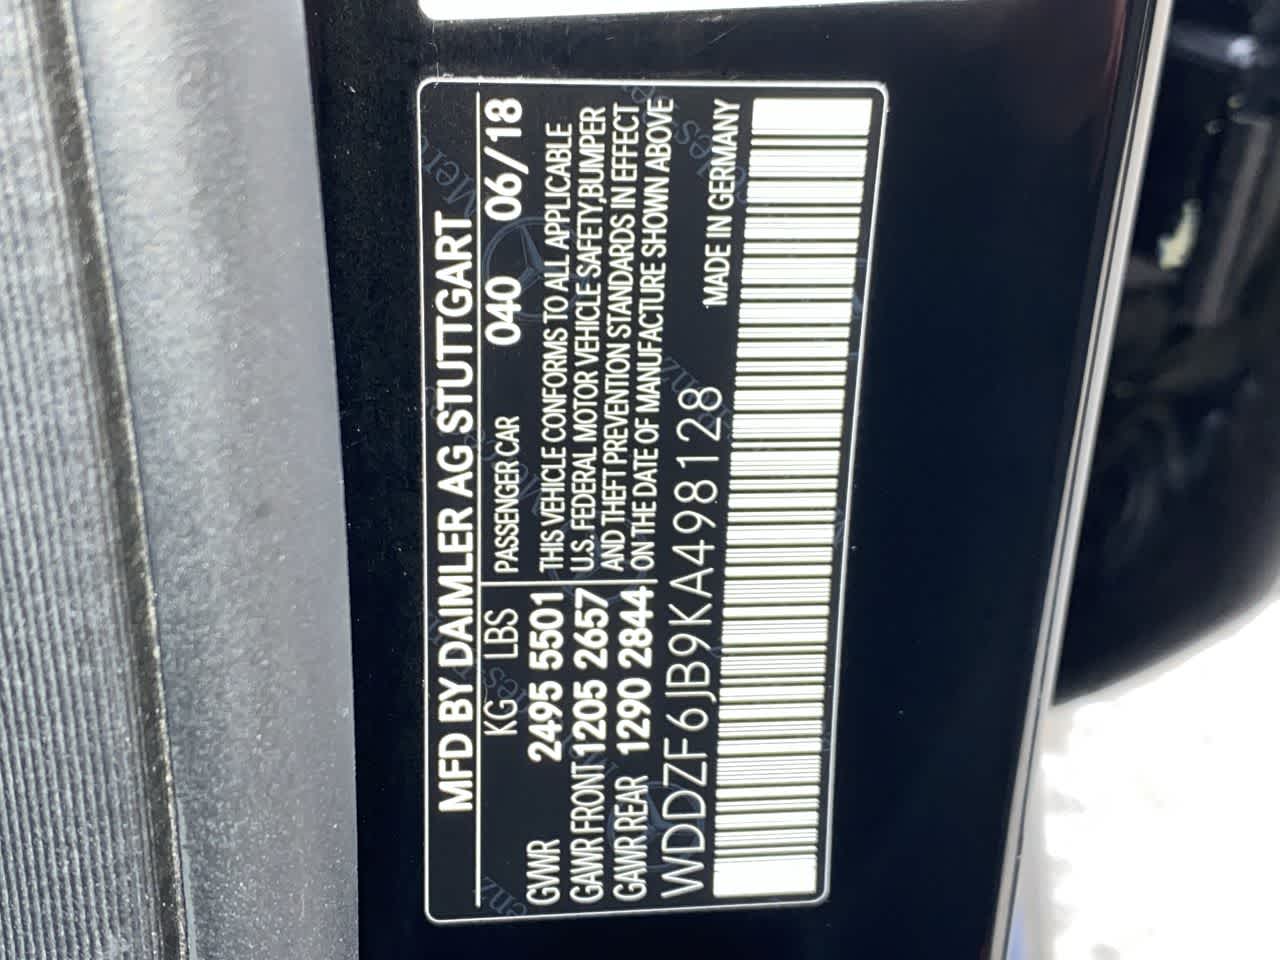 MFD BY DAIMLER AG STUTTGART
KG LBS PASSENGER CAR 040 06/18
GVWR 2495 5501 THIS VEHICLE CONFORMS TO ALL APPLICABLE
GAWR FRONT 1205 2657 U.S. FEDERAL MOTOR VEHICLE SAFETY,BUMPER
GAWR REAR 1290 2844 AND THEFT PREVENTION STANDARDS IN EFFECT
ON THE DATE OF MANUFACTURE SHOWN ABOVE
WDDZF6JB9KA498128 MADE IN GERMANY